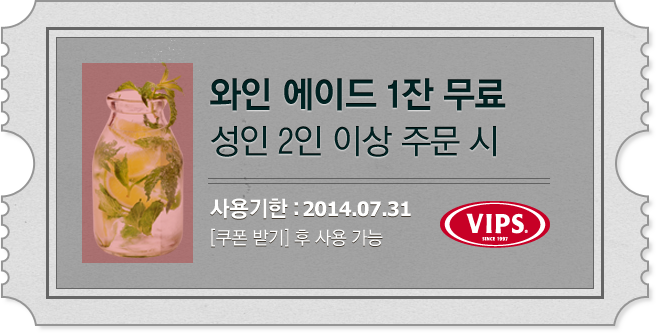 와인 에이드 1잔 무료
성인 2인 이상 주문 시
사용기한 : 2014.07.31
[쿠폰 받기] 후 사용 가능
VIPS.
SINCE 1997